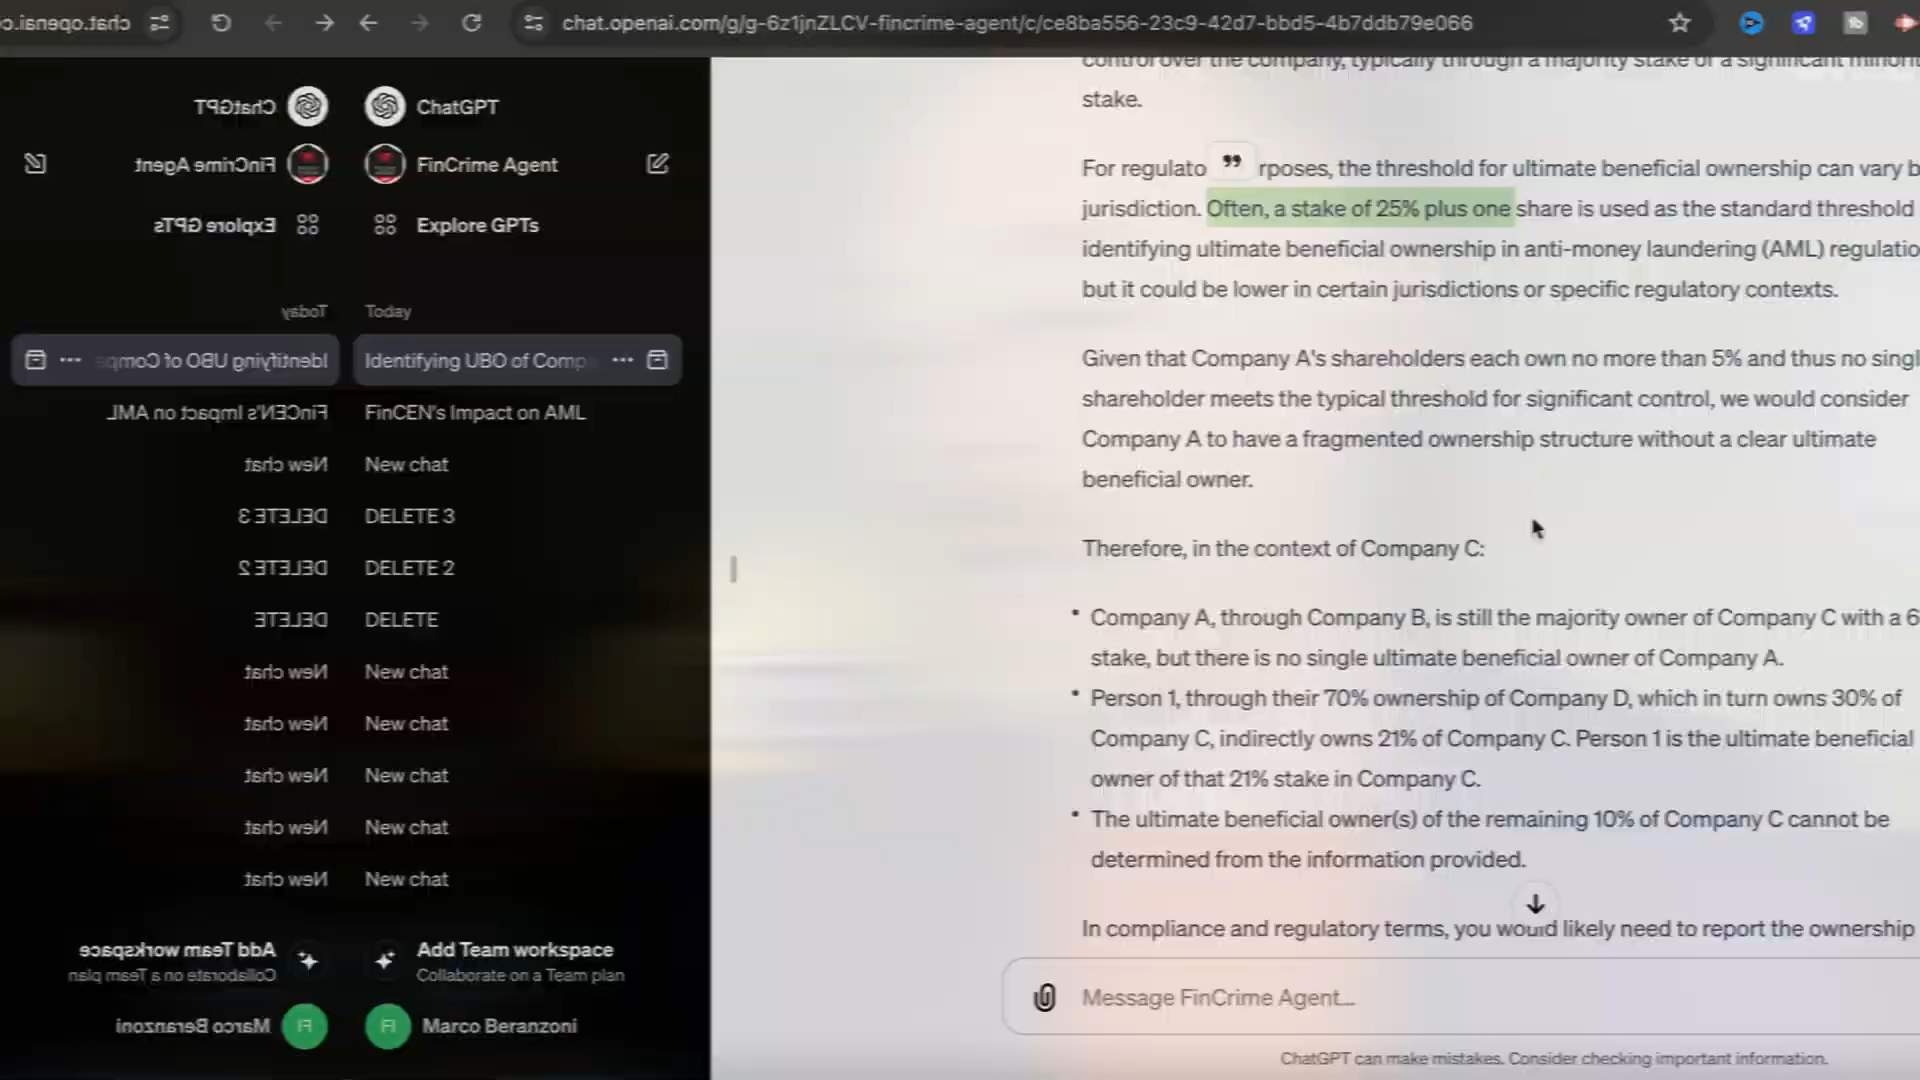 chat.openai.com/g/g-6z1jnZLCV-fincrime-agent/c/ce8ba556-23c9-42d7-bbd5-4b7ddb79e066
ChatGPT
FinCrime Agent
Explore GPTs
Today
Identifying UBO of Comp
FinCEN's Impact on AML
New chat
DELETE 3
DELETE 2
DELETE
New chat
New chat
New chat
New chat
New chat
Add Team workspace
Collaborate on a Team plan
FI
Marco Beranzoni
control over the company, typically through a majority stake or a significant minorit
stake.
For regulato rposes, the threshold for ultimate beneficial ownership can vary b
jurisdiction. Often, a stake of 25% plus one share is used as the standard threshold
identifying ultimate beneficial ownership in anti-money laundering (AML) regulatio
but it could be lower in certain jurisdictions or specific regulatory contexts.
Given that Company A's shareholders each own no more than 5% and thus no singl
shareholder meets the typical threshold for significant control, we would consider
Company A to have a fragmented ownership structure without a clear ultimate
beneficial owner.
Therefore, in the context of Company C:
• Company A, through Company B, is still the majority owner of Company C with a 6
stake, but there is no single ultimate beneficial owner of Company A.
• Person 1, through their 70% ownership of Company D, which in turn owns 30% of
Company C, indirectly owns 21% of Company C. Person 1 is the ultimate beneficial
owner of that 21% stake in Company C.
• The ultimate beneficial owner(s) of the remaining 10% of Company C cannot be
determined from the information provided.
In compliance and regulatory terms, you would likely need to report the ownership
Message FinCrime Agent...
ChatGPT can make mistakes. Consider checking important information.